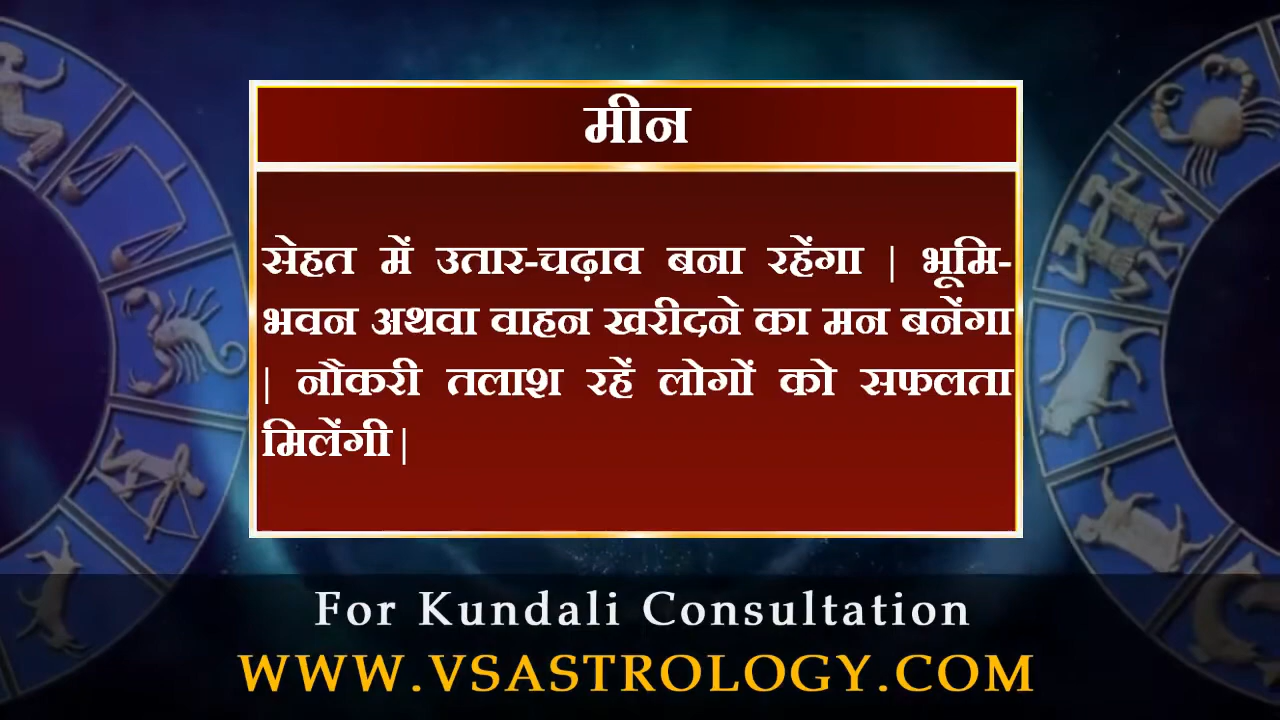 मीन
सेहत में उतार-चढ़ाव बना रहेंगा | भूमि-
भवन अथवा वाहन खरीदने का मन बनेंगा
| नौकरी तलाश रहें लोगों को सफलता
मिलेंगी|
For Kundali Consultation
WWW.VSASTROLOGY.COM